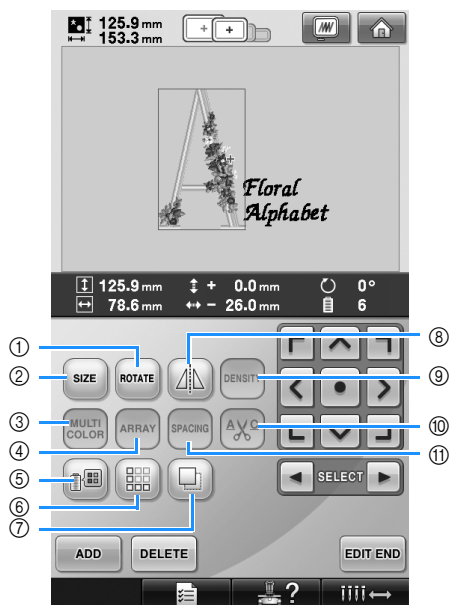 125.9 mm
153.3 mm
Floral
Alphabet
125.9 mm + 0.0 mm 0°
78.6 mm - 26.0 mm 6
① ⑧
② SIZE ROTATE DENSITY ⑨
③ MULTI COLOR ARRAY SPACING A A ⑩
④ ⑪
⑤ SELECT
⑥
⑦
ADD DELETE EDIT END
?